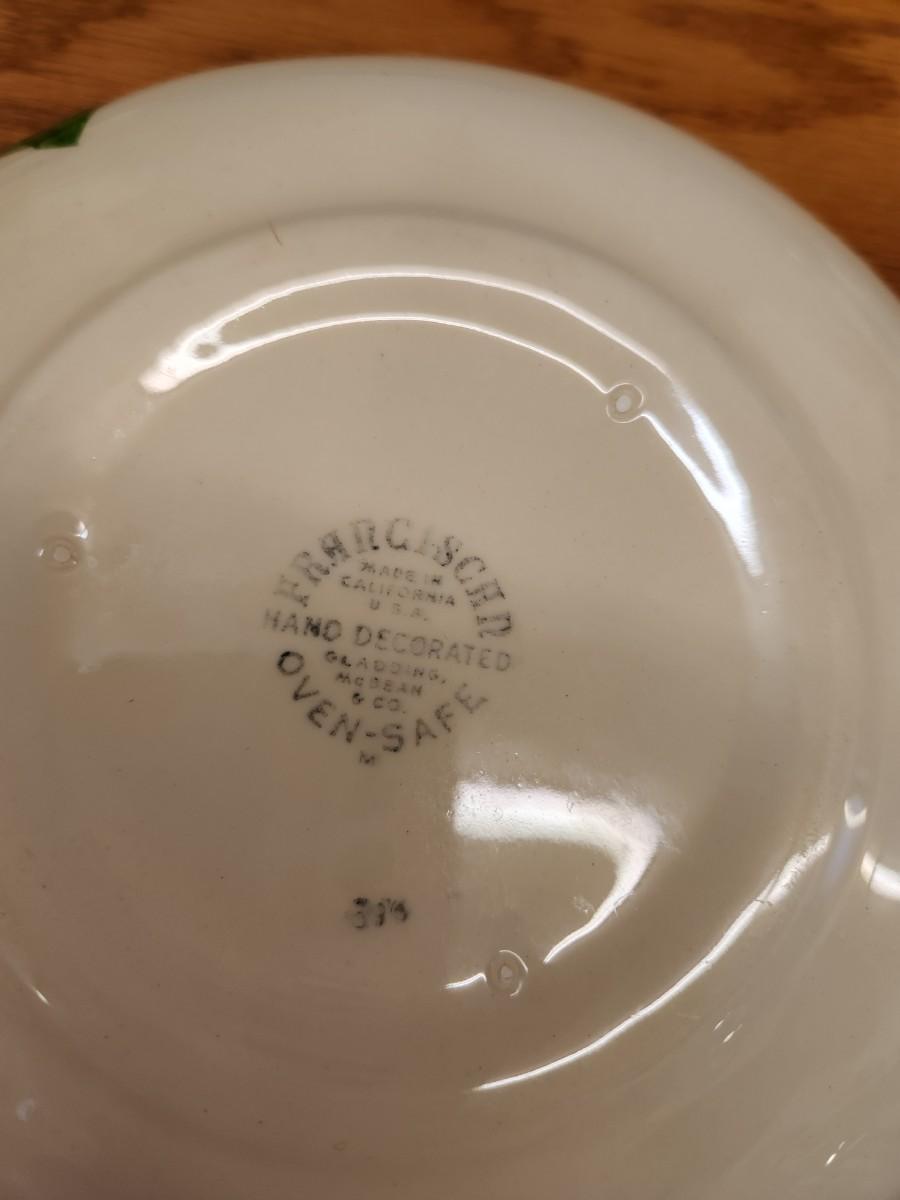 FRANCISCAN
MADE IN
CALIFORNIA
U.S.A.
HAND DECORATED
GLADDING,
McBEAN
& CO.
OVEN-SAFE
M